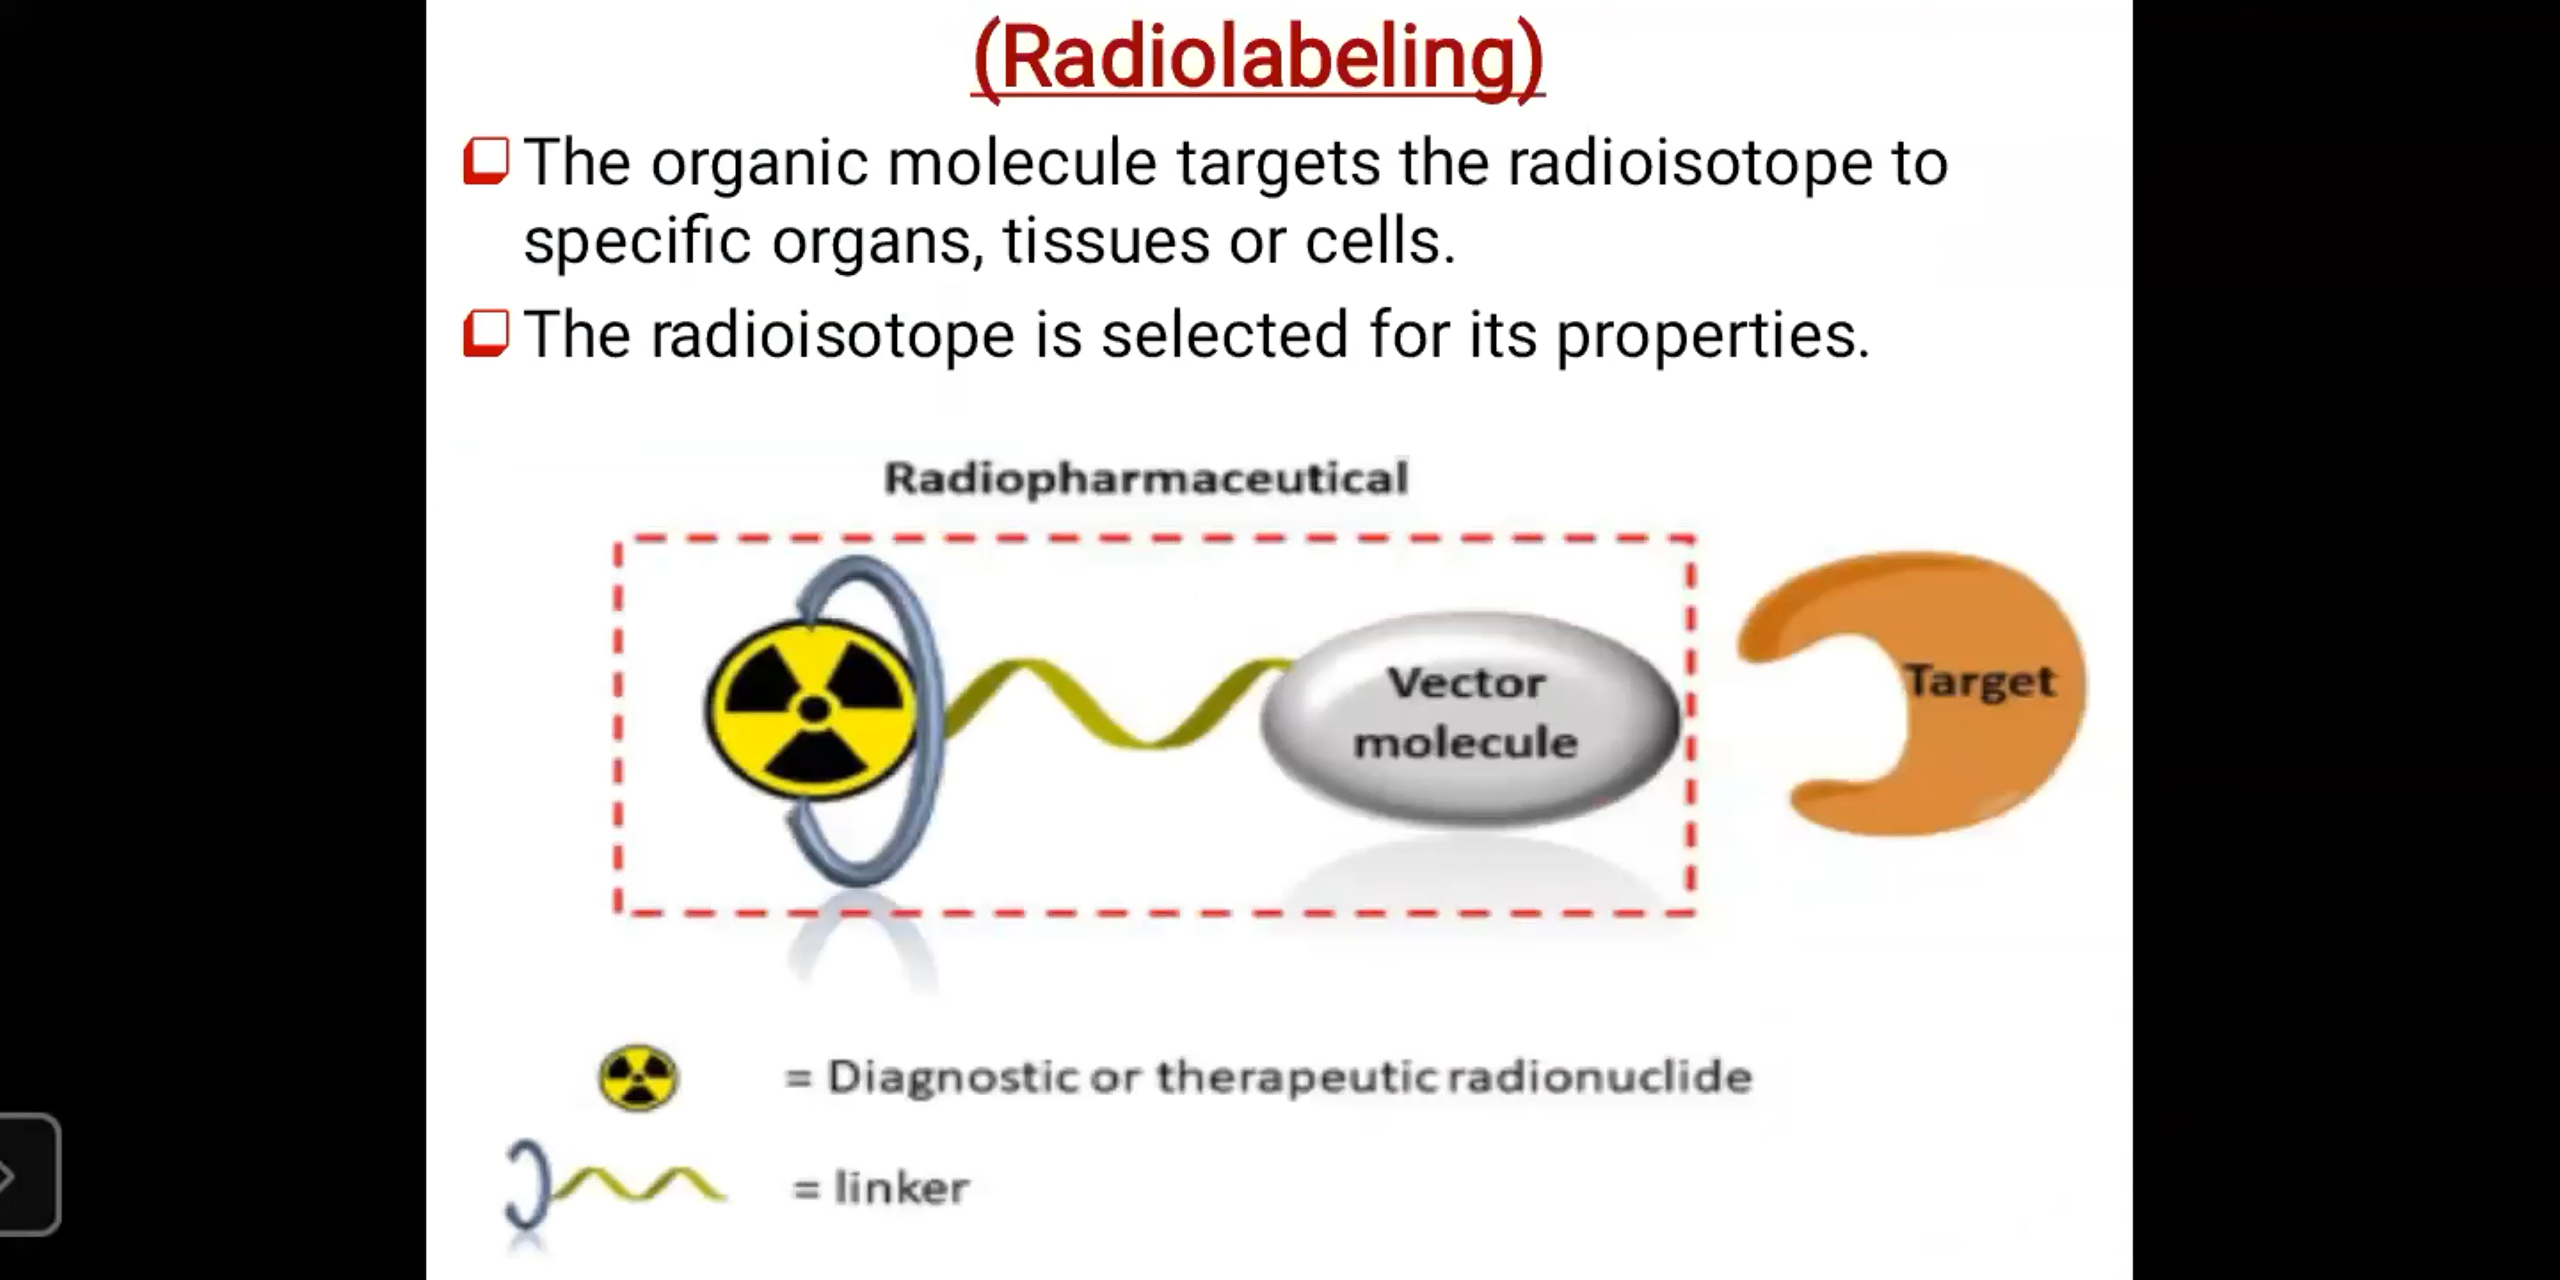 (Radiolabeling)
The organic molecule targets the radioisotope to
specific organs, tissues or cells.
The radioisotope is selected for its properties.
Radiopharmaceutical
Vector
molecule
Target
= Diagnostic or therapeutic radionuclide
= linker